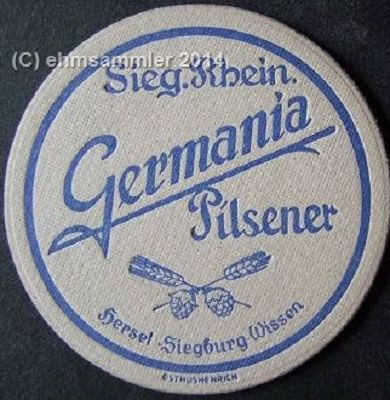 (C) ehmsammler 2014
Sieg.Rhein.
Germania
Pilsener
Hersel-Siegburg Wissen